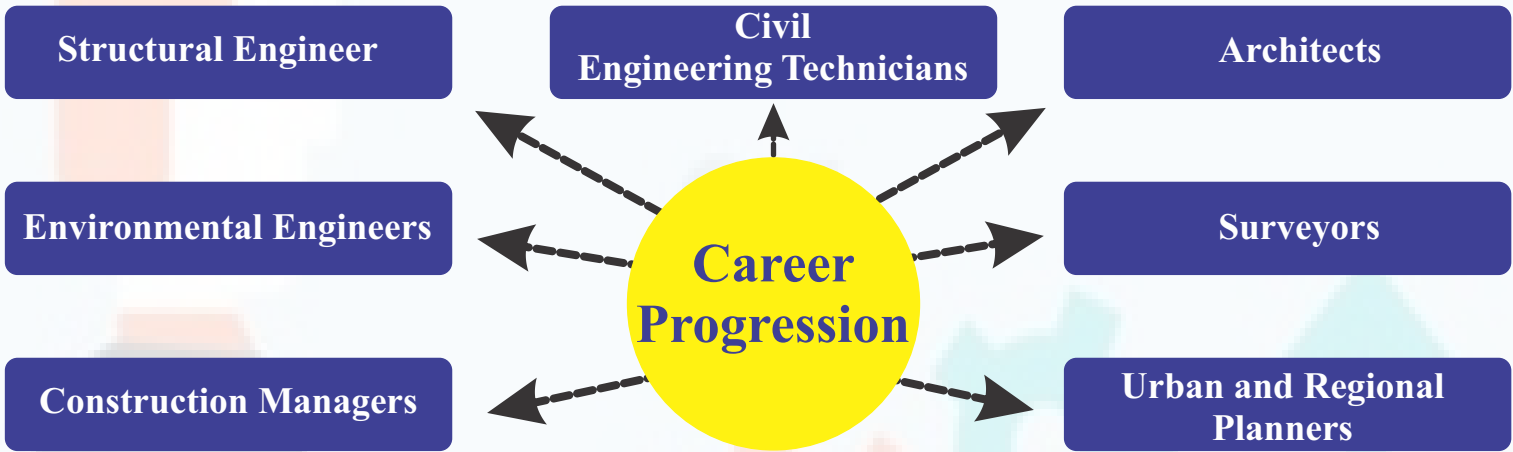 Structural Engineer
Civil
Engineering Technicians
Architects
Environmental Engineers
Surveyors
Career
Progression
Construction Managers
Urban and Regional
Planners